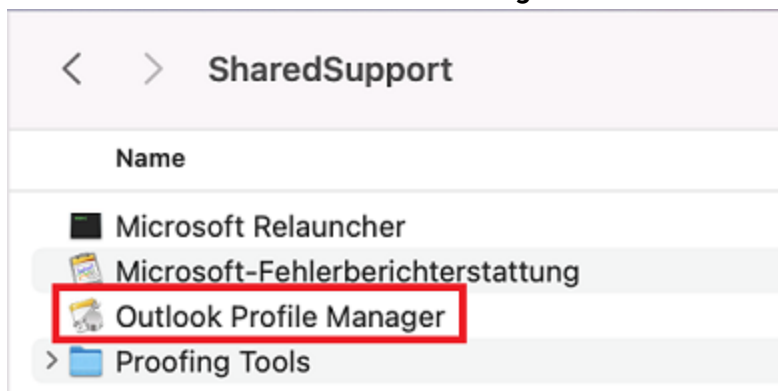 SharedSupport
Name
Microsoft Relauncher
Microsoft-Fehlerberichterstattung
Outlook Profile Manager
Proofing Tools